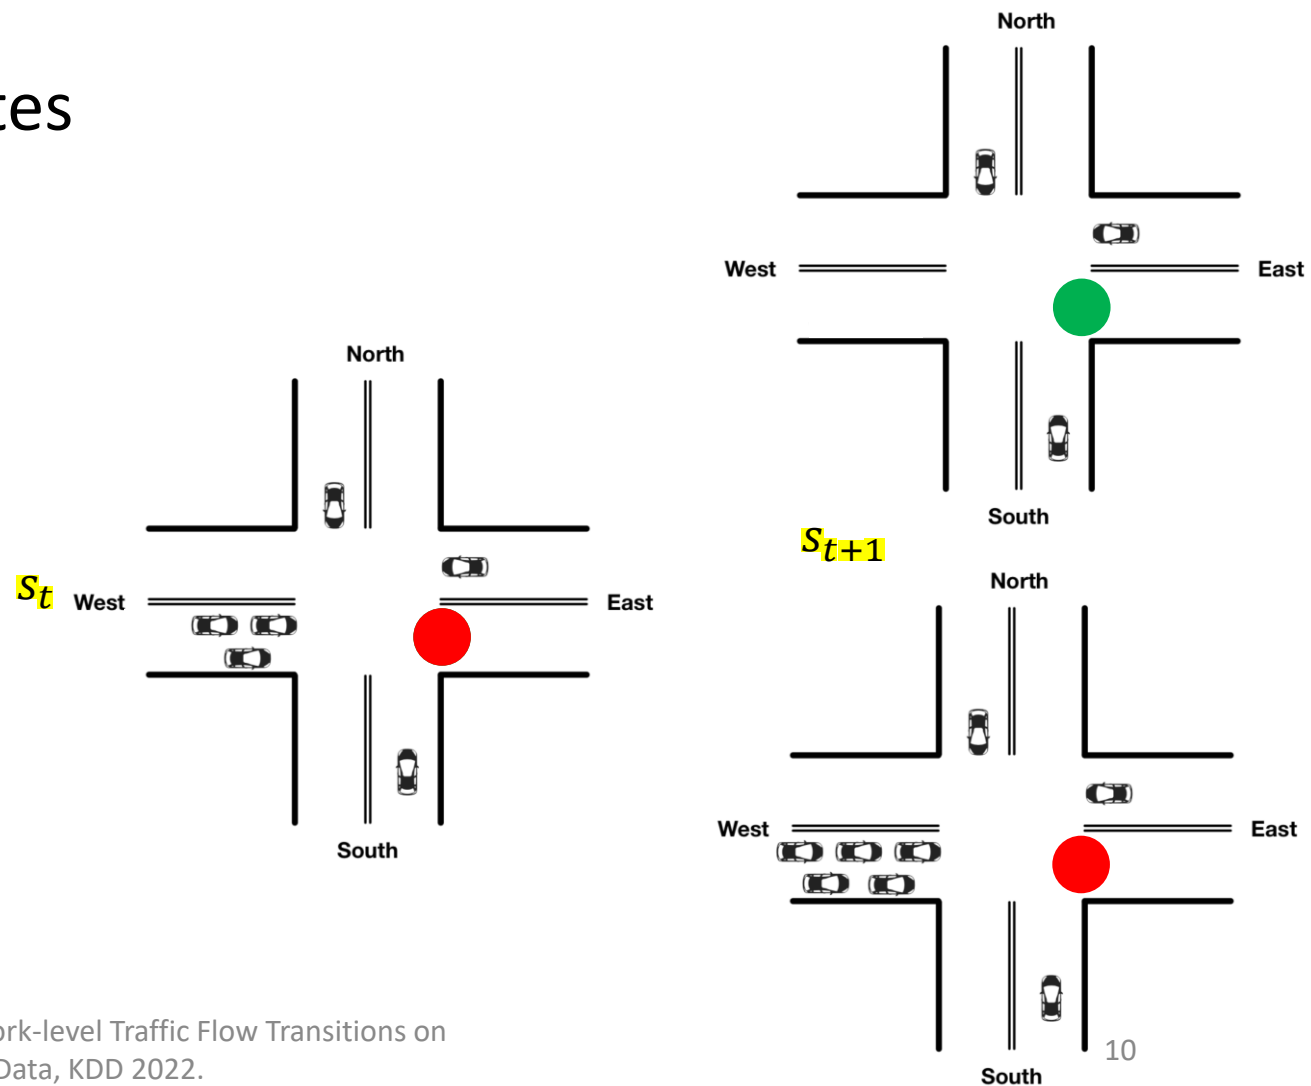 tes
North
West
East
South
s_t
North
West
East
South
s_{t+1}
North
West
East
South
ork-level Traffic Flow Transitions on
Data, KDD 2022.
10